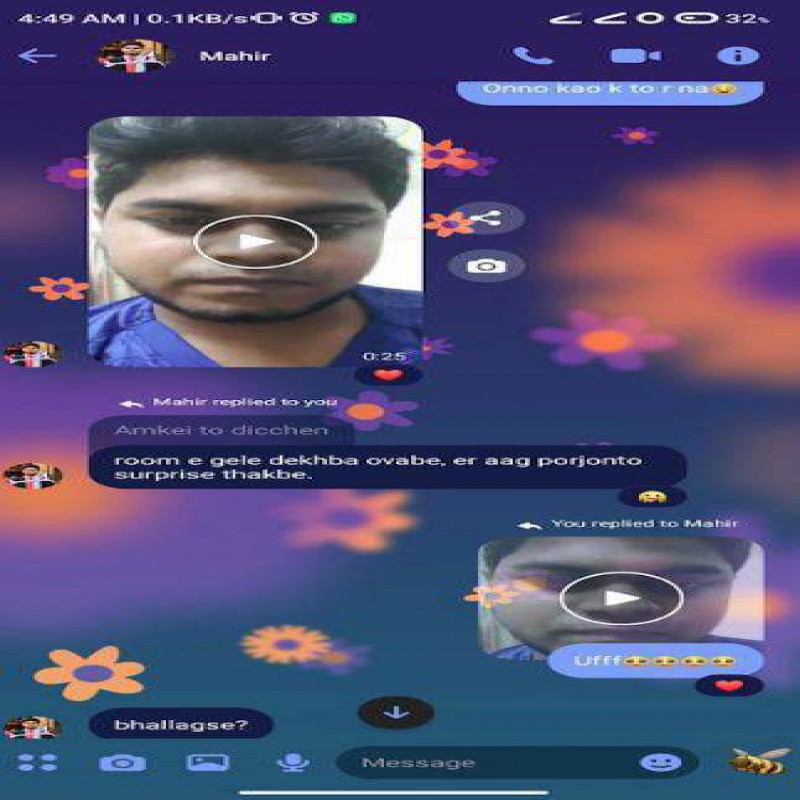 4:49 AM | 0.1KB/s
32%
Mahir
Onno kao k to r na
0:25
Mahir replied to you
Amkei to dicchen
room e gele dekhba ovabe, er aag porjonto
surprise thakbe.
You replied to Mahir
Ufff
bhallagse?
Message